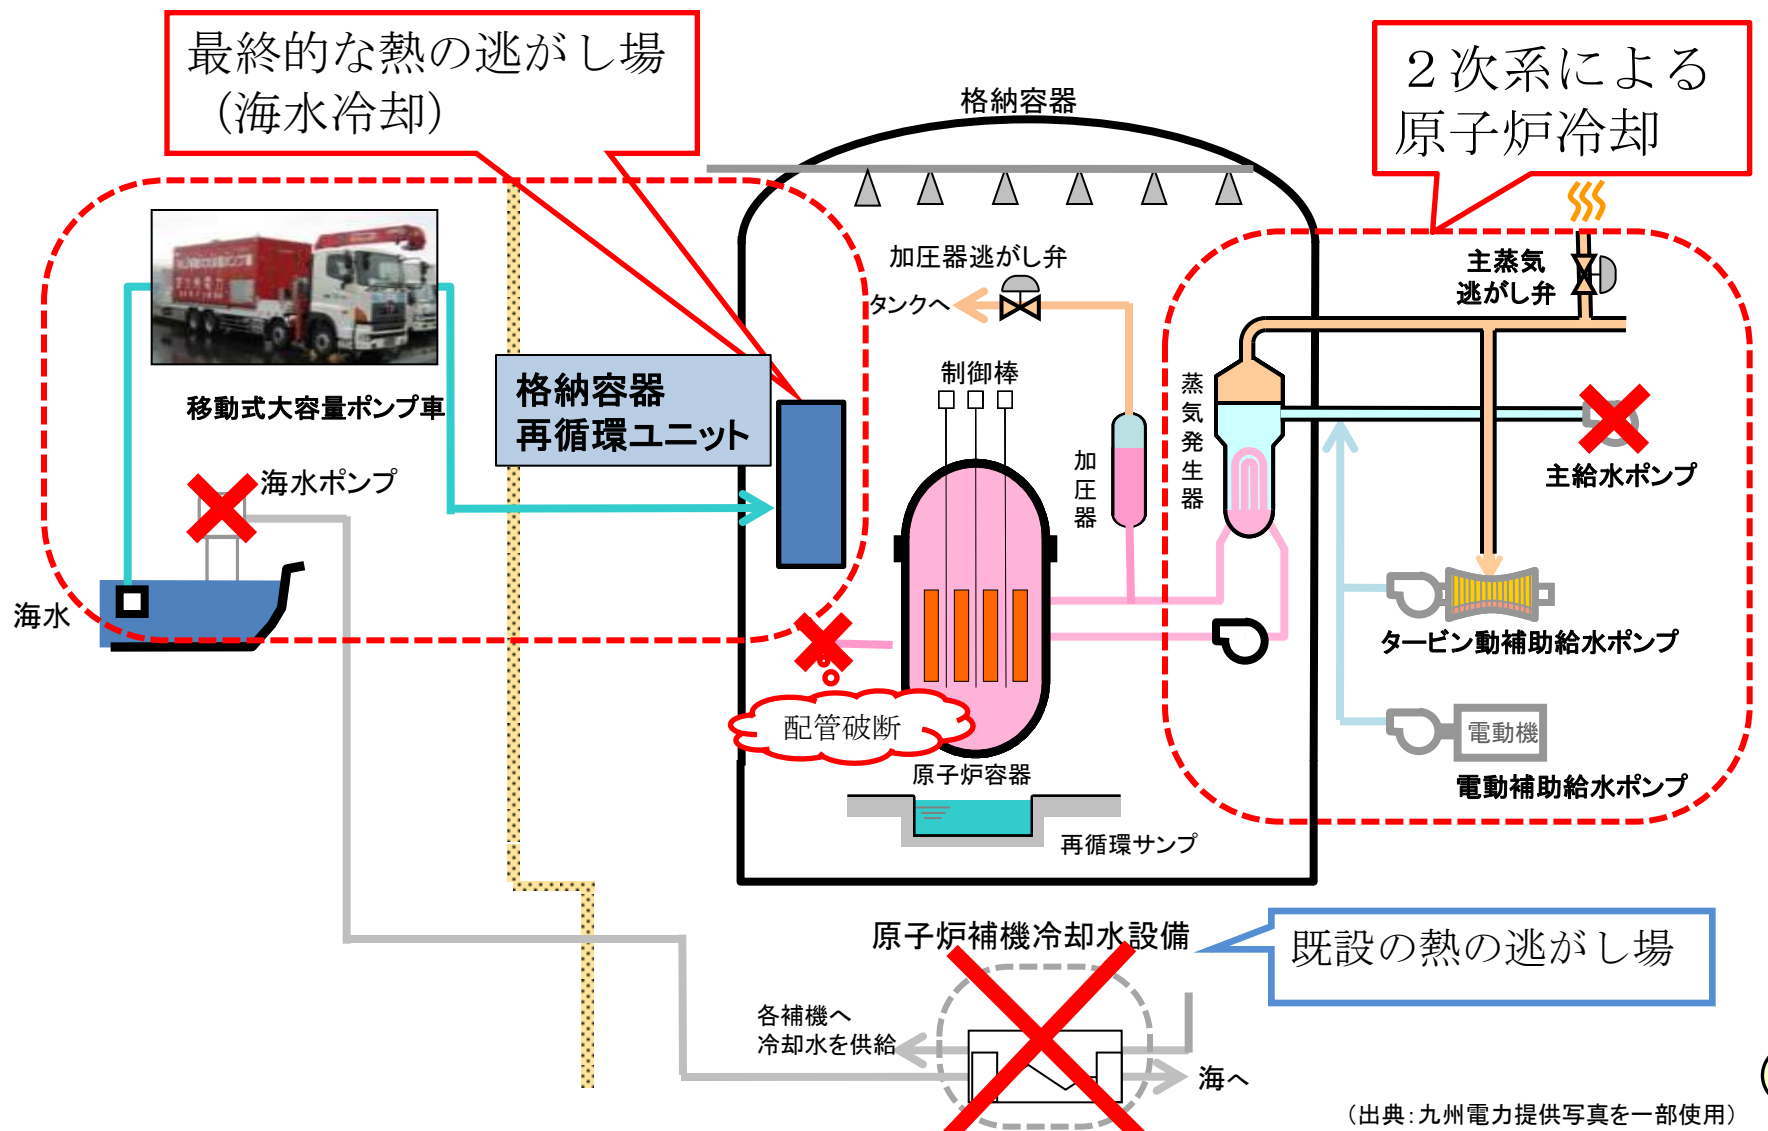 最終的な熱の逃がし場
(海水冷却)
２次系による
原子炉冷却
格納容器
加圧器逃がし弁
タンクへ
主蒸気
逃がし弁
制御棒
蒸気発生器
加圧器
格納容器
再循環ユニット
移動式大容量ポンプ車
海水ポンプ
海水
主給水ポンプ
タービン動補助給水ポンプ
電動機
電動補助給水ポンプ
配管破断
原子炉容器
再循環サンプ
原子炉補機冷却水設備
既設の熱の逃がし場
各補機へ
冷却水を供給
海へ
（出典：九州電力提供写真を一部使用）